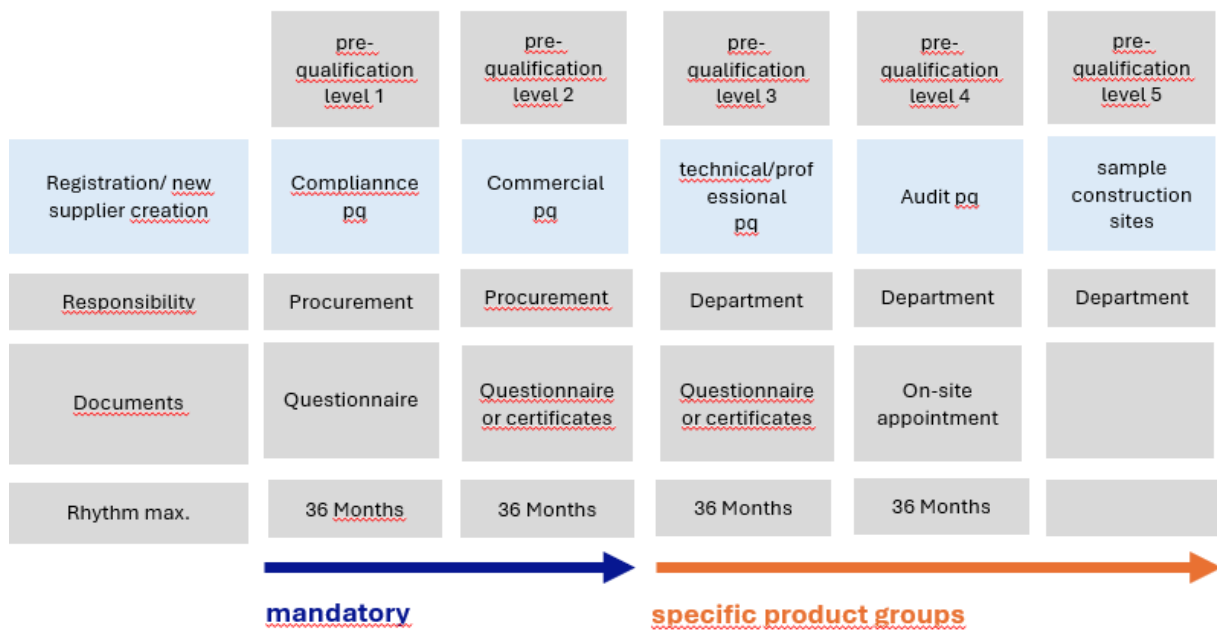 pre-
qualification
level 1
pre-
qualification
level 2
pre-
qualification
level 3
pre-
qualification
level 4
pre-
qualification
level 5
Registration/ new
supplier creation
Compliannce
pq
Commercial
pq
technical/prof
essional
pq
Audit pq
sample
construction
sites
Responsibility
Procurement
Procurement
Department
Department
Department
Documents
Questionnaire
Questionnaire
or certificates
Questionnaire
or certificates
On-site
appointment
Rhythm max.
36 Months
36 Months
36 Months
36 Months
mandatory
specific product groups